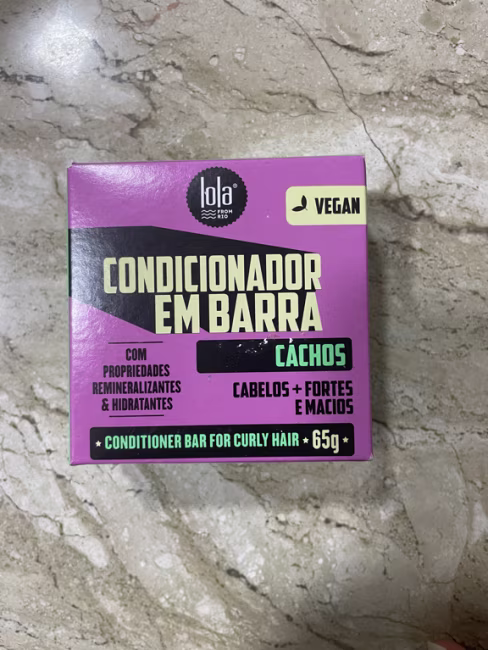 lola®
FROM
RIO
VEGAN
CONDICIONADOR
EM BARRA
CACHOS
COM
PROPRIEDADES
REMINERALIZANTES
& HIDRATANTES
CABELOS + FORTES
E MACIOS
★ CONDITIONER BAR FOR CURLY HAIR ★ 65g ★